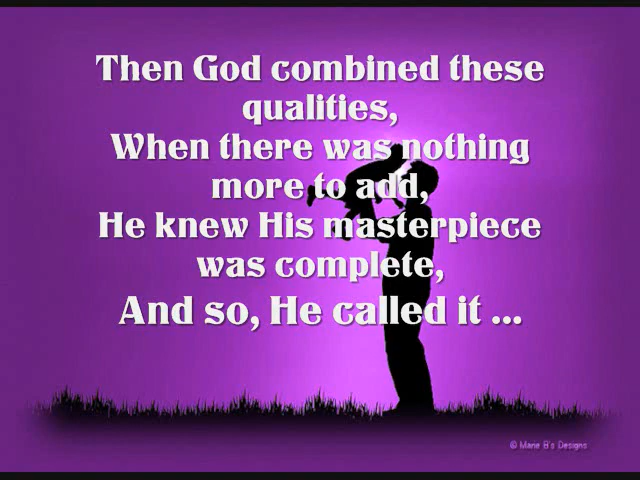 Then God combined these
qualities,
When there was nothing
more to add,
He knew His masterpiece
was complete,
And so, He called it ...
© Marie B's Designs